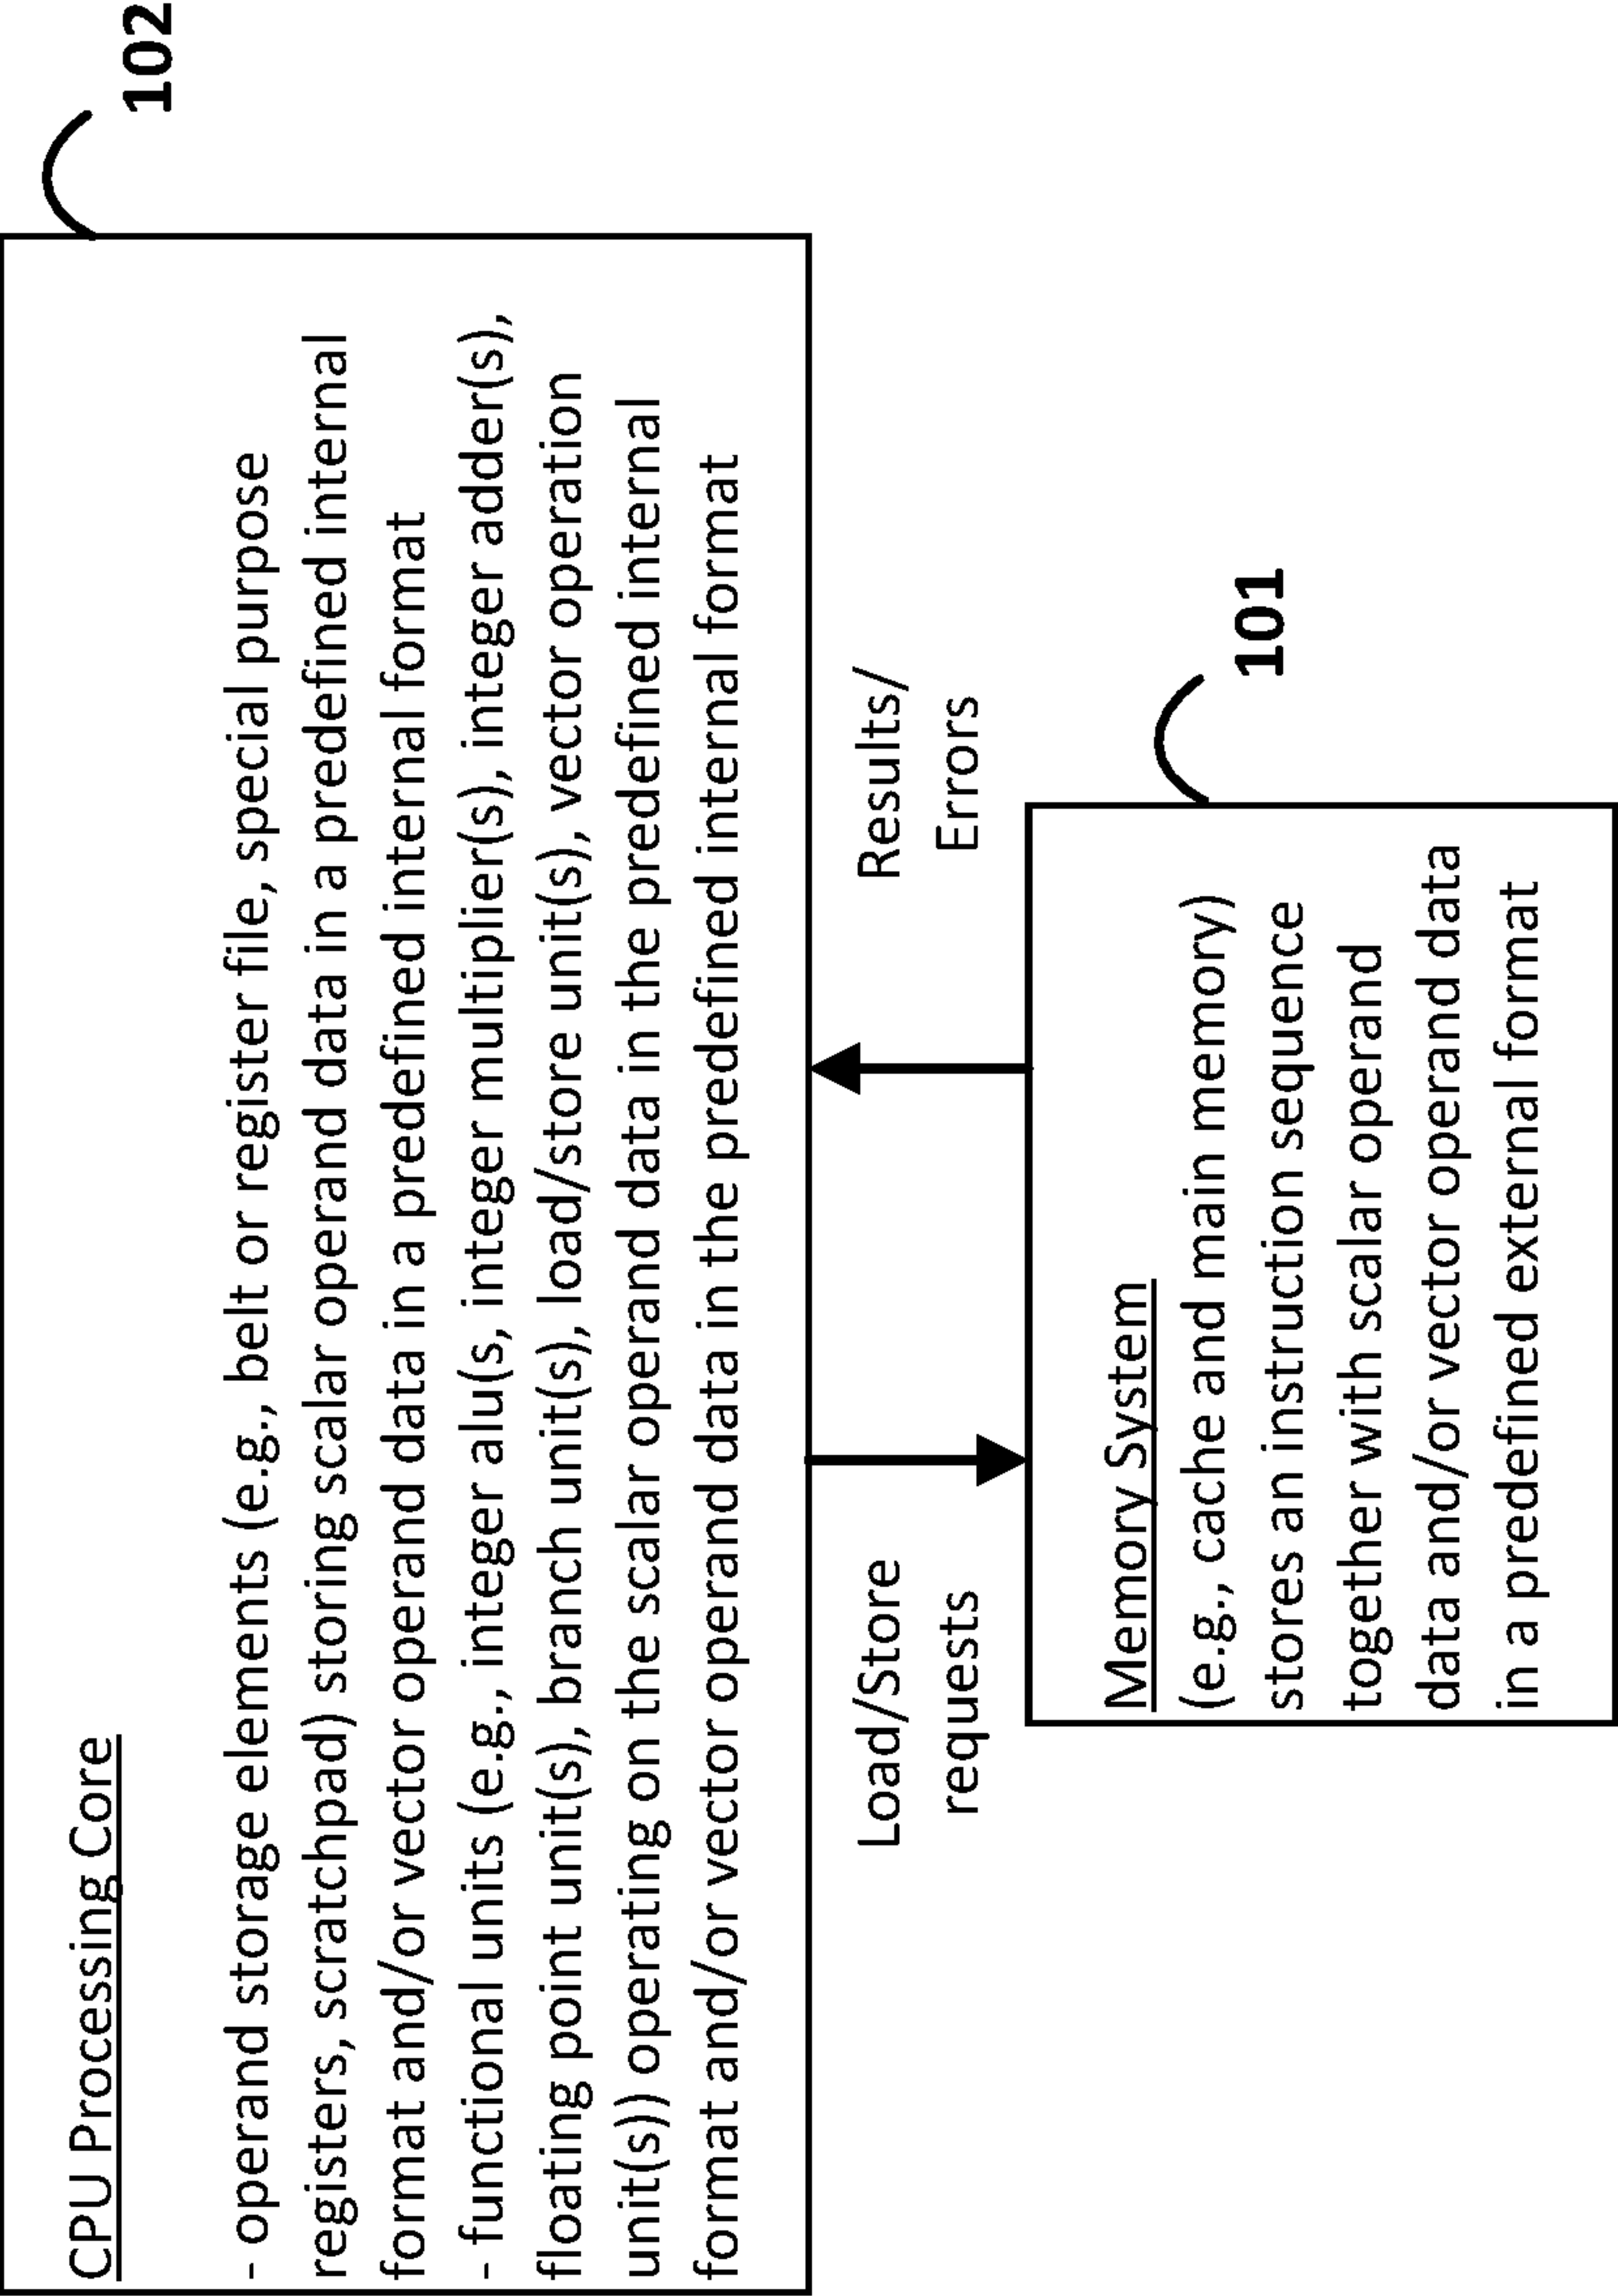 102
CPU Processing Core
- operand storage elements (e.g., belt or register file, special purpose
registers, scratchpad) storing scalar operand data in a predefined internal
format and/or vector operand data in a predefined internal format
- functional units (e.g., integer alu(s, integer multiplier(s), integer adder(s),
floating point unit(s), branch unit(s), load/store unit(s), vector operation
unit(s)) operating on the scalar operand data in the predefined internal
format and/or vector operand data in the predefined internal format
Load/Store
requests
Results/
Errors
101
Memory System
(e.g., cache and main memory)
stores an instruction sequence
together with scalar operand
data and/or vector operand data
in a predefined external format